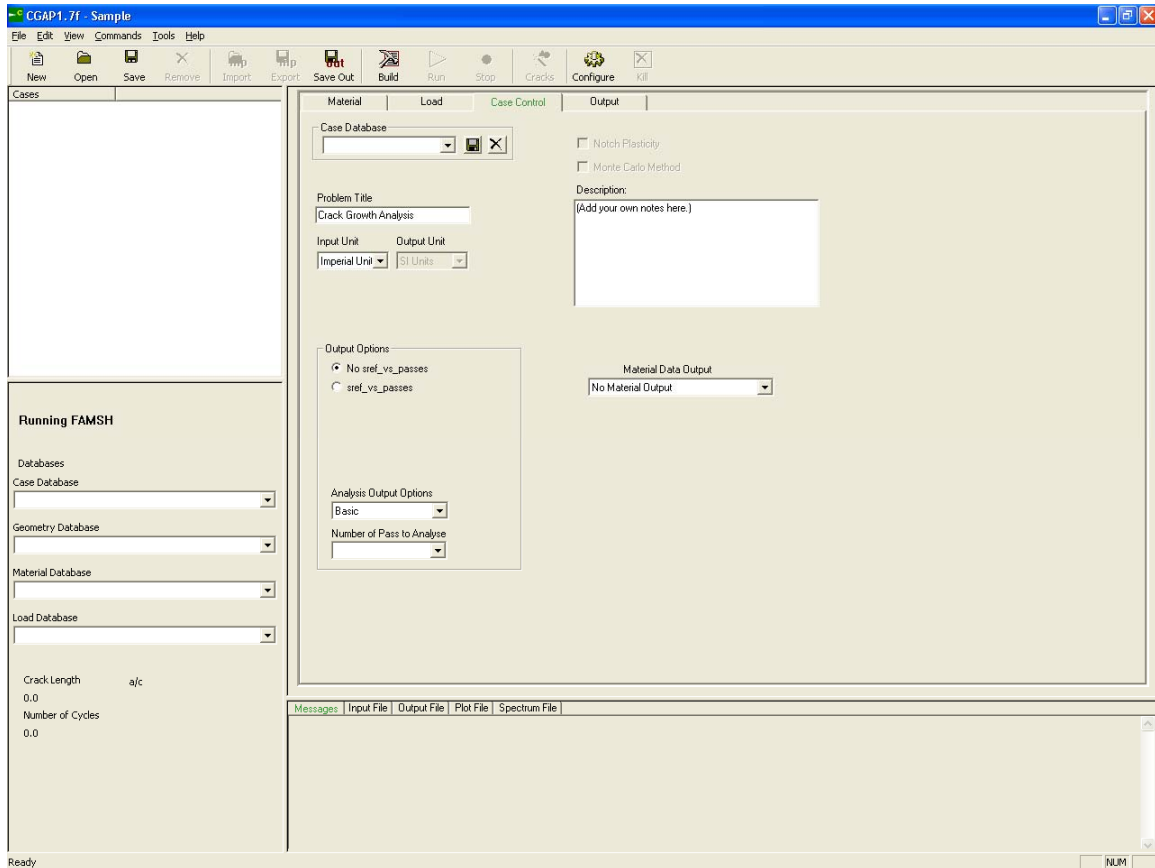 CGAP1.7f - Sample
File Edit View Commands Tools Help
New Open Save Remove Import Export Save Out Build Run Stop Cracks Configure Kill
Cases
Material Load Case Control Output
Case Database
Notch Plasticity
Monte Carlo Method
Problem Title
Description:
Crack Growth Analysis
(Add your own notes here.)
Input Unit Output Unit
Imperial Unit SI Units
Output Options
No sref_vs_passes
sref_vs_passes
Material Data Output
No Material Output
Analysis Output Options
Basic
Number of Pass to Analyse
Running FAMSH
Databases
Case Database
Geometry Database
Material Database
Load Database
Crack Length a/c
0.0
Number of Cycles
0.0
Messages Input File Output File Plot File Spectrum File
Ready NUM